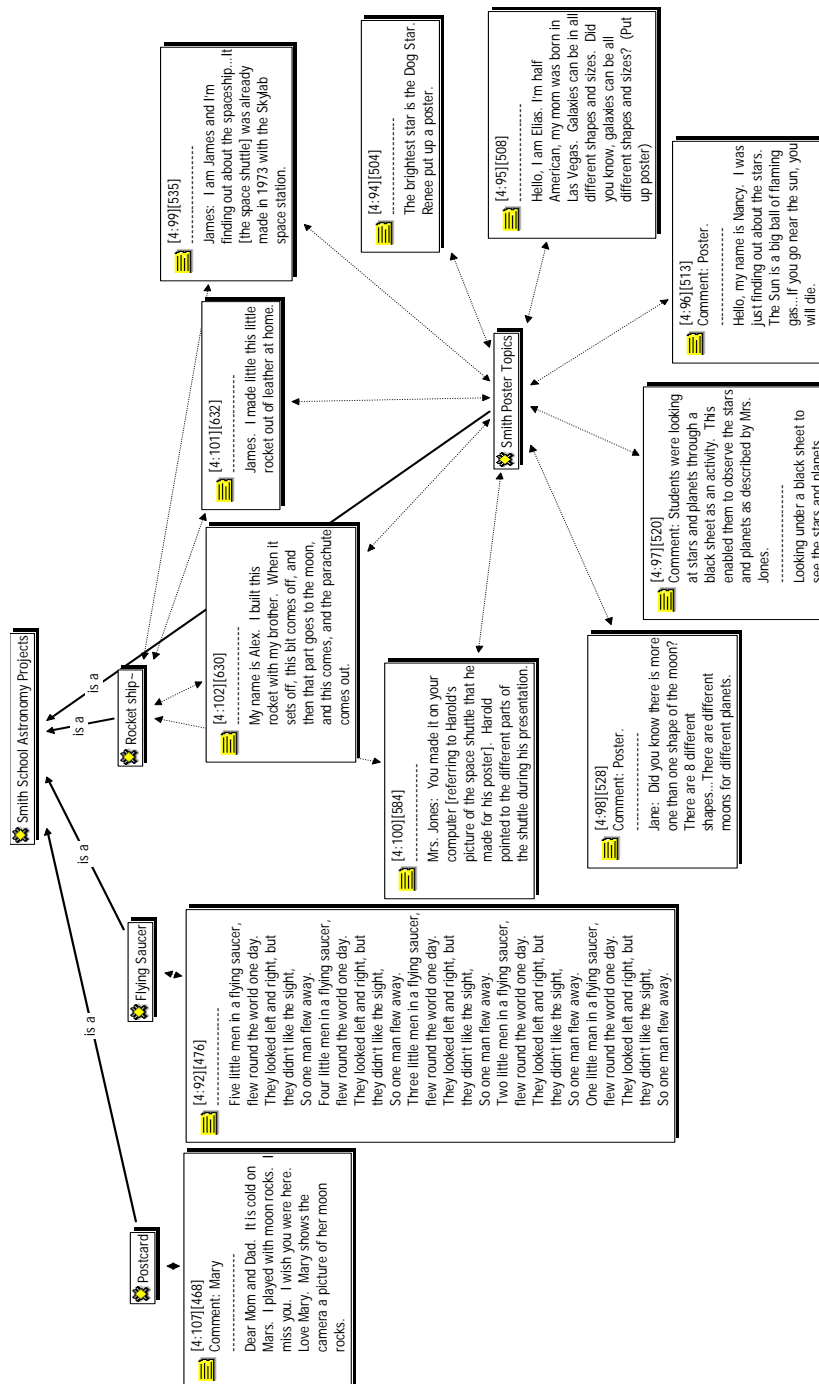 Smith School Astronomy Projects
is a
is a
is a
is a
Postcard
Flying Saucer
Rocket ship~
Smith Poster Topics
[4:107][468]
Comment: Mary
--------------------
Dear Mom and Dad. It is cold on
Mars. I played with moon rocks. I
miss you. I wish you were here.
Love Mary. Mary shows the
camera a picture of her moon
rocks.
[4:92][476]
--------------------
Five little men in a flying saucer,
flew round the world one day.
They looked left and right, but
they didn't like the sight,
So one man flew away.
Four little men in a flying saucer,
flew round the world one day.
They looked left and right, but
they didn't like the sight,
So one man flew away.
Three little men in a flying saucer,
flew round the world one day.
They looked left and right, but
they didn't like the sight,
So one man flew away.
Two little men in a flying saucer,
flew round the world one day.
They looked left and right, but
they didn't like the sight,
So one man flew away.
One little men in a flying saucer,
flew round the world one day.
They looked left and right, but
they didn't like the sight,
So one man flew away.
[4:102][630]
--------------------
My name is Alex. I built this
rocket with my brother. When it
sets off, this bit comes off, and
then that part goes to the moon,
and this comes, and the parachute
comes out.
[4:101][632]
--------------------
James. I made little this little
rocket out of leather at home.
[4:99][535]
--------------------
James: I am James and I'm
finding out about the spaceship...It
[the space shuttle] was already
made in 1973 with the Skylab
space station.
[4:100][584]
--------------------
Mrs. Jones: You made it on your
computer [referring to Harold's
picture of the space shuttle that he
made for his poster]. Harold
pointed to the different parts of
the shuttle during his presentation.
[4:94][504]
--------------------
The brightest star is the Dog Star.
Renee put up a poster.
[4:95][508]
--------------------
Hello, I am Elias. I'm half
American, my mom was born in
Las Vegas. Galaxies can be in all
different shapes and sizes. Did
you know, galaxies can be all
different shapes and sizes? (Put
up poster)
[4:98][528]
Comment: Poster.
--------------------
Jane: Did you know there is more
one than one shape of the moon?
There are 8 different
shapes...There are different
moons for different planets.
[4:97][520]
Comment: Students were looking
at stars and planets through a
black sheet as an activity. This
enabled them to observe the stars
and planets as described by Mrs.
Jones.
--------------------
Looking under a black sheet to
see the stars and planets
[4:96][513]
Comment: Poster.
--------------------
Hello, my name is Nancy. I was
just finding out about the stars.
The Sun is a big ball of flaming
gas...If you go near the sun, you
will die.